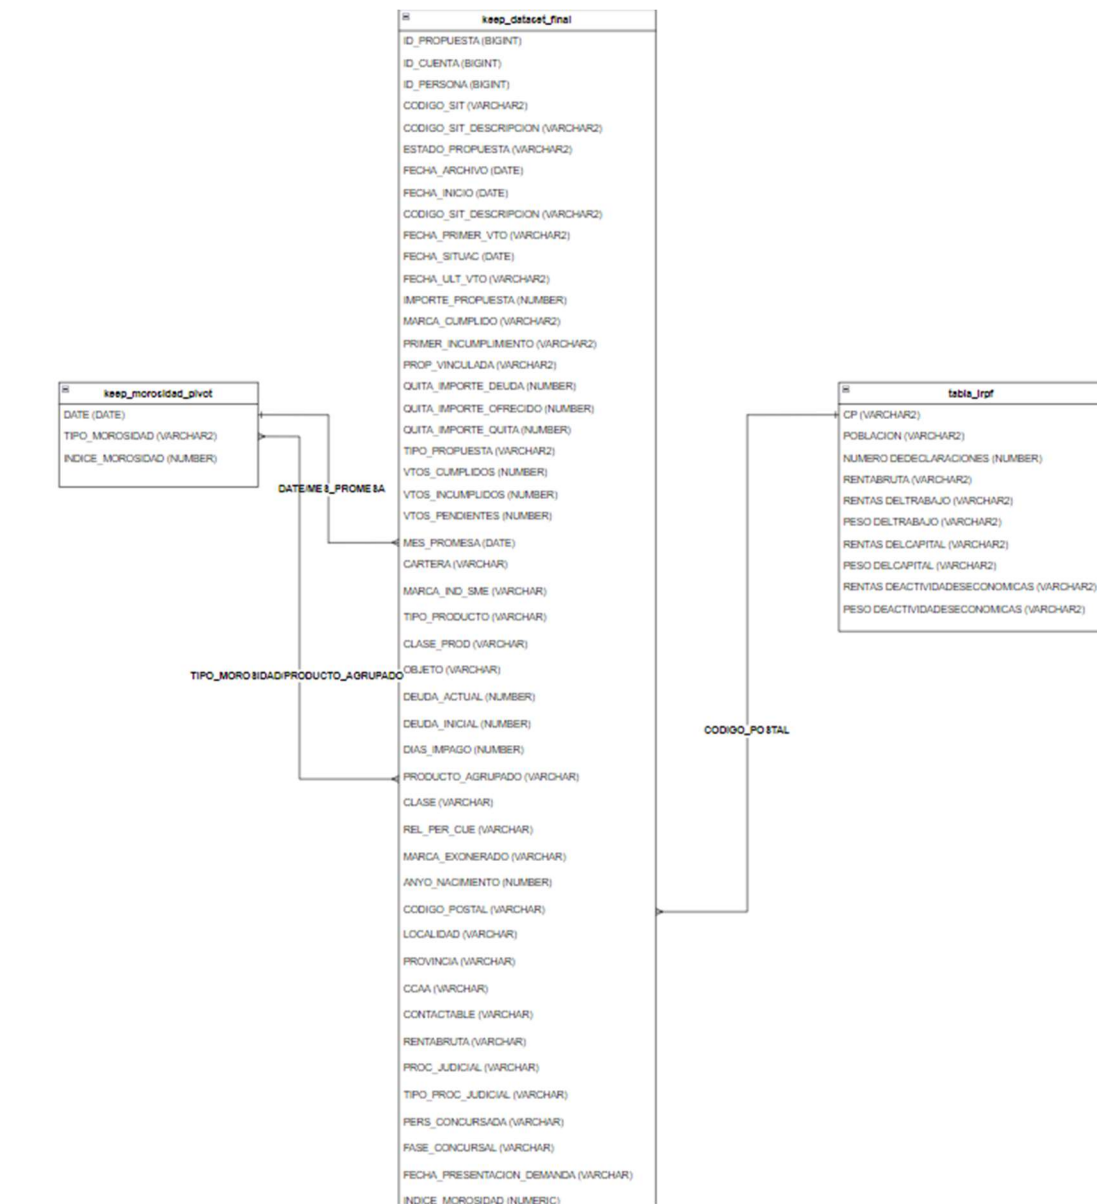 keep_dataset_final
ID_PROPUESTA (BIGINT)
ID_CUENTA (BIGINT)
ID_PERSONA (BIGINT)
CODIGO_SIT (VARCHAR2)
CODIGO_SIT_DESCRIPCION (VARCHAR2)
ESTADO_PROPUESTA (VARCHAR2)
FECHA_ARCHIVO (DATE)
FECHA_INICIO (DATE)
CODIGO_SIT_DESCRIPCION (VARCHAR2)
FECHA_PRIMER_VTO (VARCHAR2)
FECHA_SITUAC (DATE)
FECHA_ULT_VTO (VARCHAR2)
IMPORTE_PROPUESTA (NUMBER)
MARCA_CUMPLIDO (VARCHAR2)
PRIMER_INCUMPLIMIENTO (VARCHAR2)
PROP_VINCULADA (VARCHAR2)
QUITA_IMPORTE_DEUDA (NUMBER)
QUITA_IMPORTE_OFRECIDO (NUMBER)
QUITA_IMPORTE_QUITA (NUMBER)
TIPO_PROPUESTA (VARCHAR2)
VTOS_CUMPLIDOS (NUMBER)
VTOS_INCUMPLIDOS (NUMBER)
VTOS_PENDIENTES (NUMBER)
MES_PROMESA (DATE)
CARTERA (VARCHAR)
MARCA_IND_SME (VARCHAR)
TIPO_PRODUCTO (VARCHAR)
CLASE_PROD (VARCHAR)
OBJETO (VARCHAR)
DEUDA_ACTUAL (NUMBER)
DEUDA_INICIAL (NUMBER)
DIAS_IMPAGO (NUMBER)
PRODUCTO_AGRUPADO (VARCHAR)
CLASE (VARCHAR)
REL_PER_CUE (VARCHAR)
MARCA_EXONERADO (VARCHAR)
ANYO_NACIMIENTO (NUMBER)
CODIGO_POSTAL (VARCHAR)
LOCALIDAD (VARCHAR)
PROVINCIA (VARCHAR)
CCAA (VARCHAR)
CONTACTABLE (VARCHAR)
RENTABRUTA (VARCHAR)
PROC_JUDICIAL (VARCHAR)
TIPO_PROC_JUDICIAL (VARCHAR)
PERS_CONCURSADA (VARCHAR)
FASE_CONCURSAL (VARCHAR)
FECHA_PRESENTACION_DEMANDA (VARCHAR)
INDICE_MOROSIDAD (NUMERIC)
keep_morosidad_pivot
DATE (DATE)
TIPO_MOROSIDAD (VARCHAR2)
INDICE_MOROSIDAD (NUMBER)
DATE/MES_PROMESA
TIPO_MOROSIDAD/PRODUCTO_AGRUPADO
tabla_irpf
CP (VARCHAR2)
POBLACION (VARCHAR2)
NUMERO DEDECLARACIONES (NUMBER)
RENTABRUTA (VARCHAR2)
RENTAS DELTRABAJO (VARCHAR2)
PESO DELTRABAJO (VARCHAR2)
RENTAS DELCAPITAL (VARCHAR2)
PESO DELCAPITAL (VARCHAR2)
RENTAS DEACTIVIDADESECONOMICAS (VARCHAR2)
PESO DEACTIVIDADESECONOMICAS (VARCHAR2)
CODIGO_POSTAL